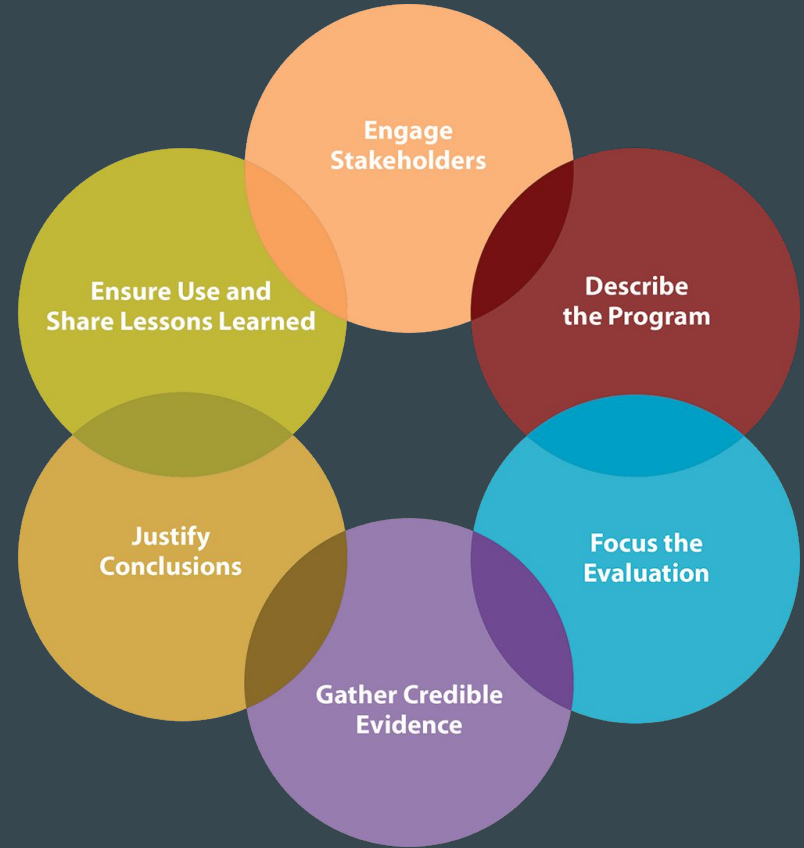 Engage
Stakeholders
Describe
the Program
Focus the
Evaluation
Gather Credible
Evidence
Justify
Conclusions
Ensure Use and
Share Lessons Learned